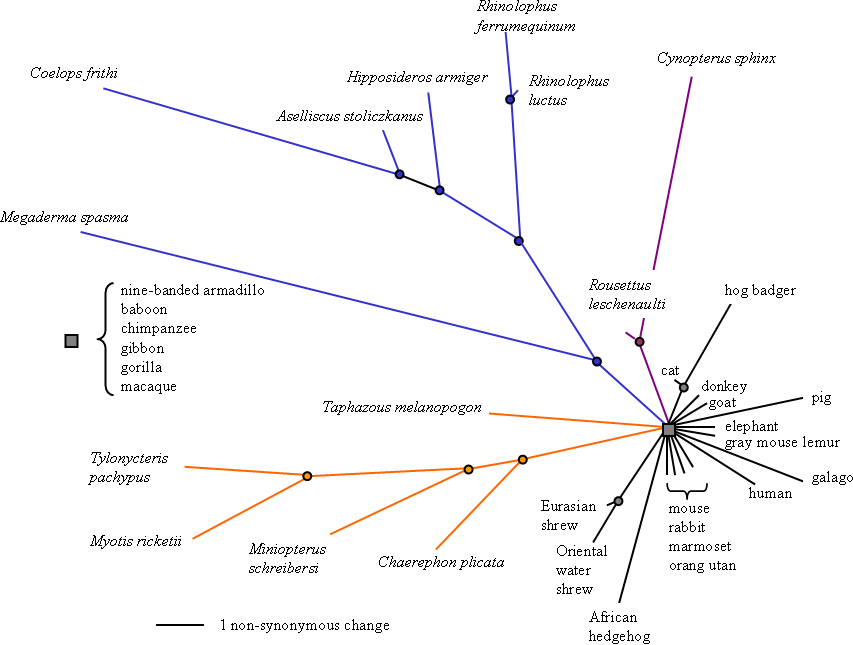 Rhinolophus
ferrumequinum
Cynopterus sphinx
Coelops frithi
Hipposideros armiger
Rhinolophus
luctus
Aselliscus stoliczkanus
Megaderma spasma
Rousettus
leschenaulti
hog badger
nine-banded armadillo
baboon
chimpanzee
gibbon
gorilla
macaque
cat
donkey
goat
pig
Taphazous melanopogon
elephant
gray mouse lemur
Tylonycteris
pachypus
galago
human
Eurasian
shrew
mouse
rabbit
marmoset
orang utan
Myotis ricketii
Miniopterus
schreibersi
Chaerephon plicata
Oriental
water
shrew
African
hedgehog
1 non-synonymous change